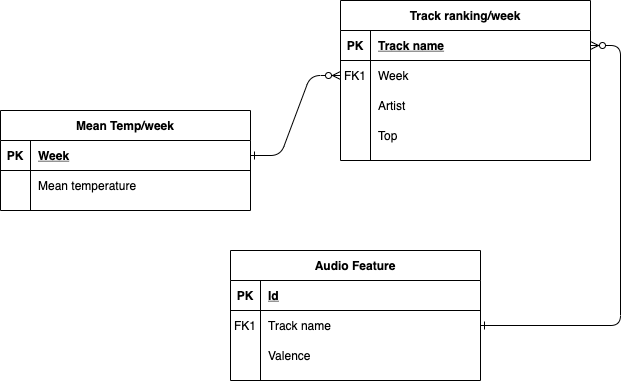 Track ranking/week
PK Track name
FK1 Week
Artist
Top
Mean Temp/week
PK Week
Mean temperature
Audio Feature
PK Id
FK1 Track name
Valence